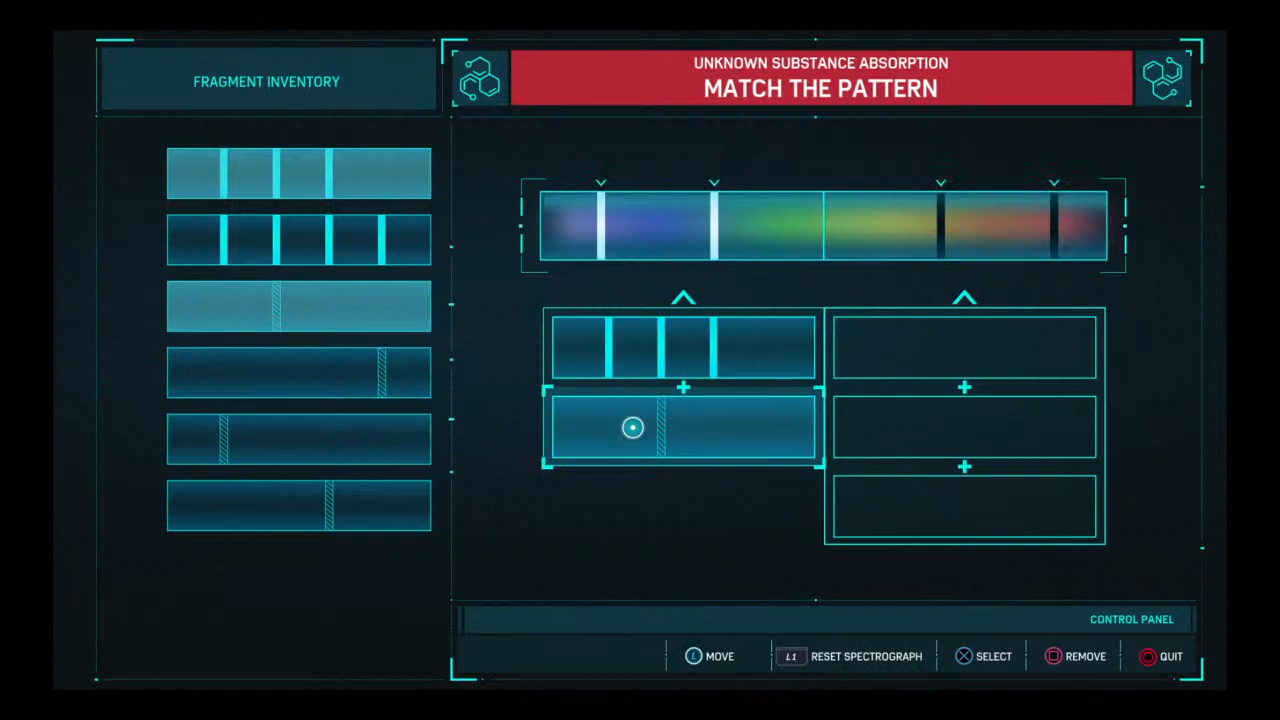 FRAGMENT INVENTORY
UNKNOWN SUBSTANCE ABSORPTION
MATCH THE PATTERN
CONTROL PANEL
L MOVE
L1 RESET SPECTROGRAPH
SELECT
REMOVE
QUIT